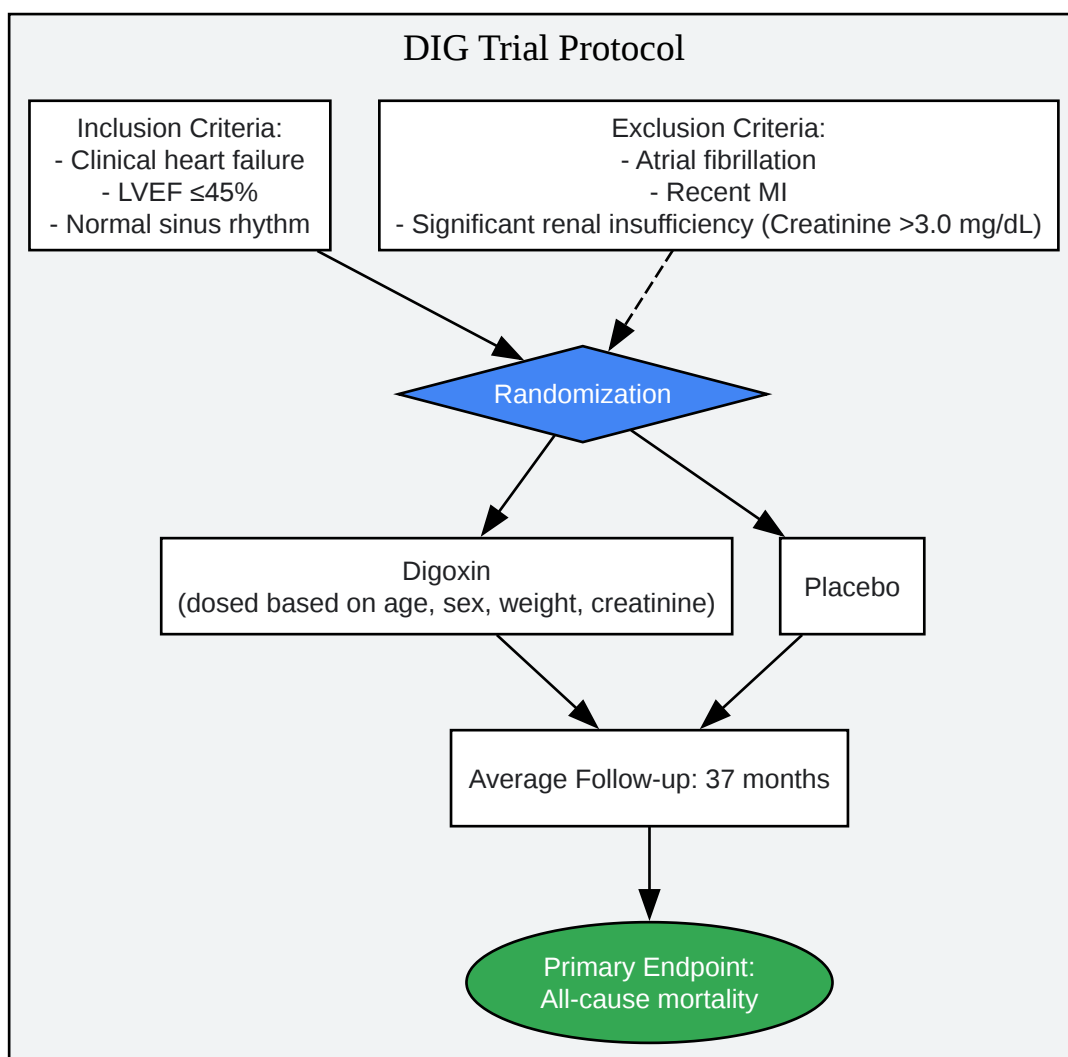 DIG Trial Protocol
Inclusion Criteria:
- Clinical heart failure
- LVEF ≤45%
- Normal sinus rhythm
Exclusion Criteria:
- Atrial fibrillation
- Recent MI
- Significant renal insufficiency (Creatinine >3.0 mg/dL)
Randomization
Digoxin
(dosed based on age, sex, weight, creatinine)
Placebo
Average Follow-up: 37 months
Primary Endpoint:
All-cause mortality